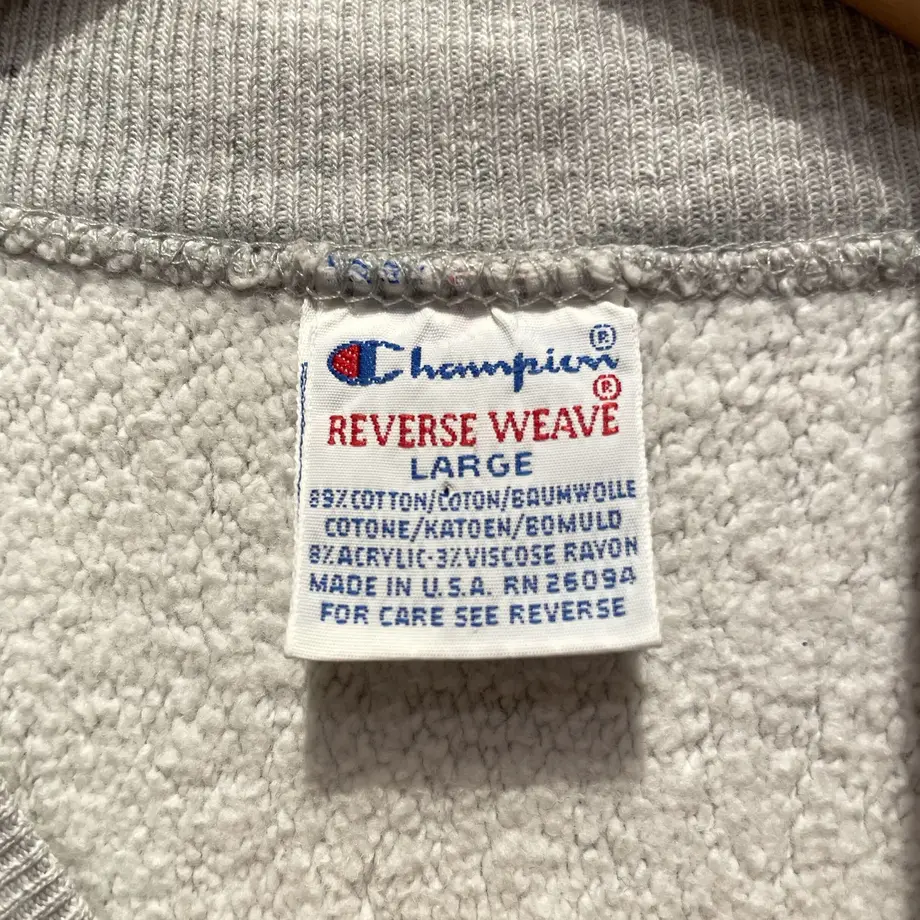 Champion®
REVERSE WEAVE®
LARGE
89% COTTON/COTON/BAUMWOLLE
COTONE/KATOEN/BOMULD
8% ACRYLIC-3% VISCOSE RAYON
MADE IN U.S.A. RN 26094
FOR CARE SEE REVERSE